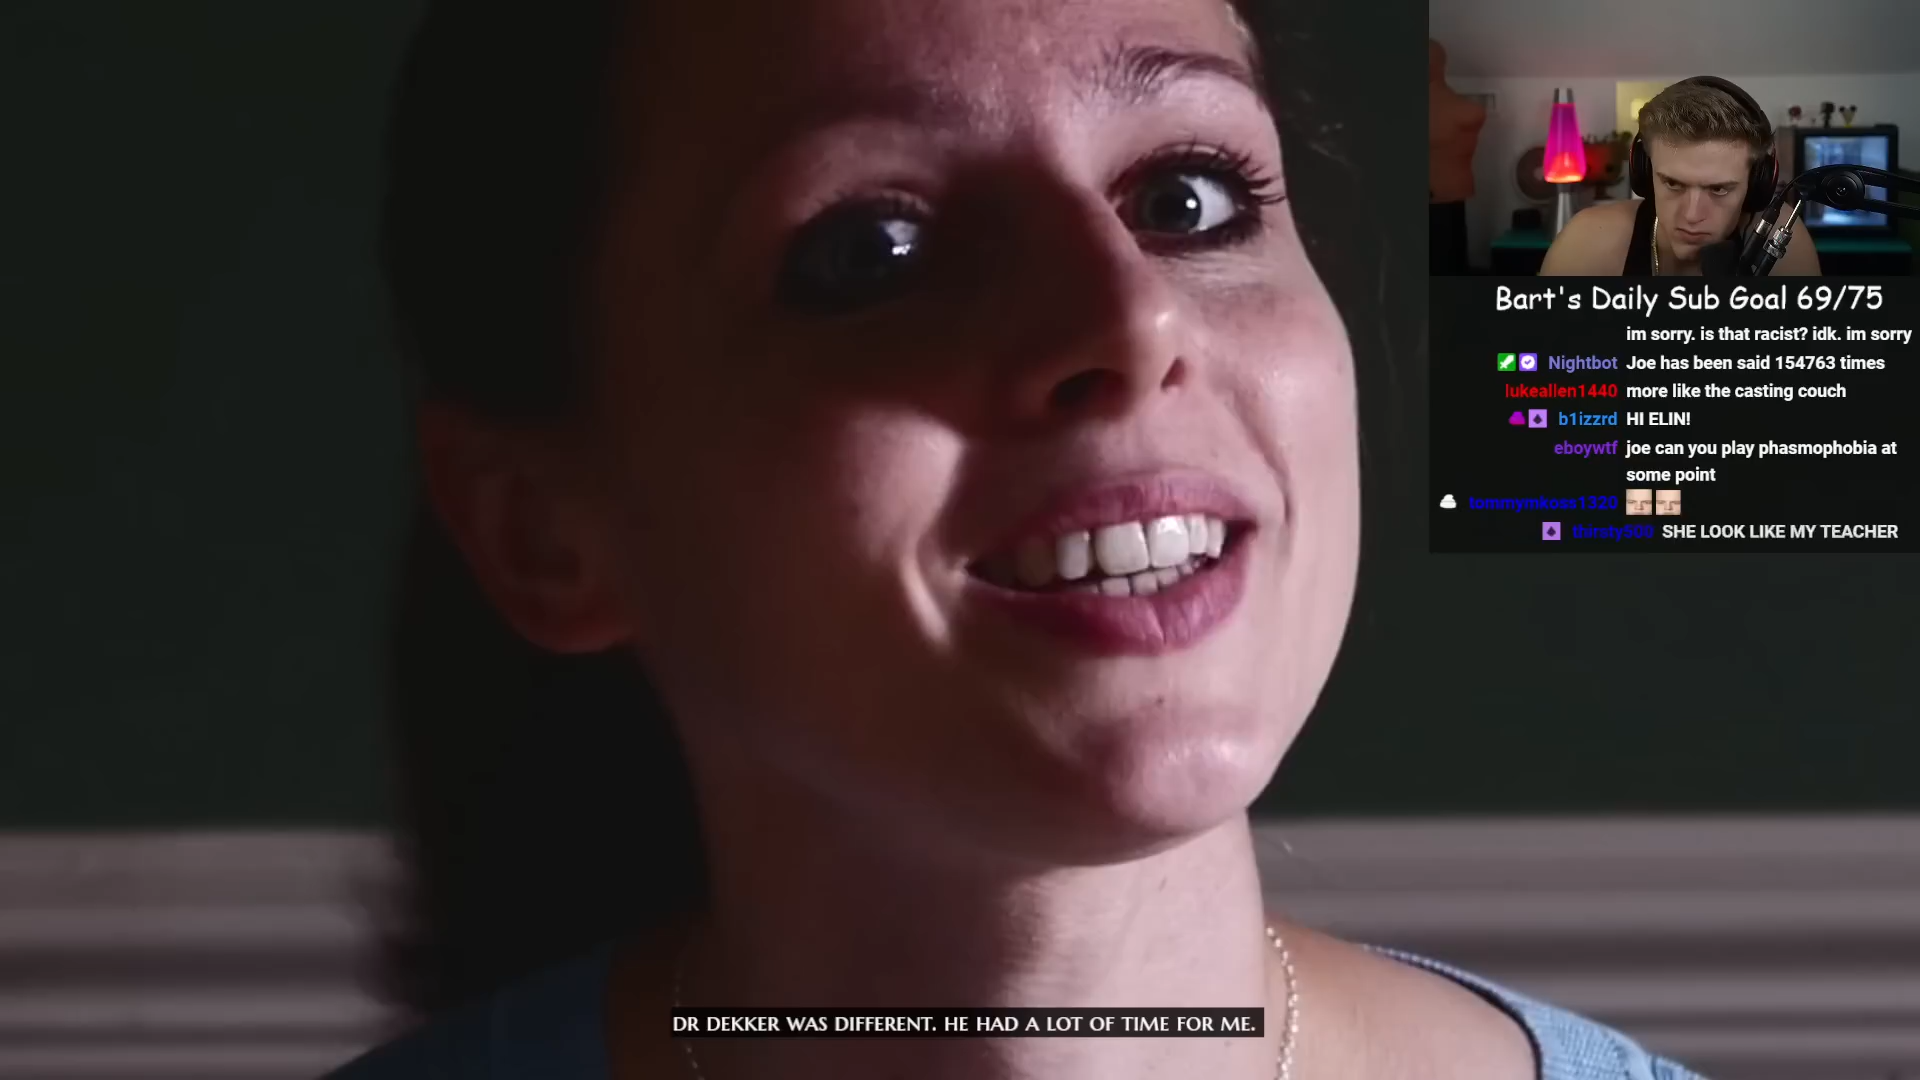 Bart's Daily Sub Goal 69/75
im sorry. is that racist? idk. im sorry
Nightbot Joe has been said 154763 times
lukeallen1440 more like the casting couch
b1izzrd HI ELIN!
eboywtf joe can you play phasmophobia at
some point
tommymkoss1320
thirsty500 SHE LOOK LIKE MY TEACHER
DR DEKKER WAS DIFFERENT. HE HAD A LOT OF TIME FOR ME.